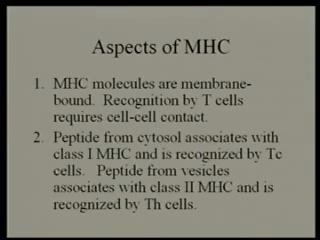 Aspects of MHC
1. MHC molecules are membrane-
bound. Recognition by T cells
requires cell-cell contact.
2. Peptide from cytosol associates with
class I MHC and is recognized by Tc
cells. Peptide from vesicles
associates with class II MHC and is
recognized by Th cells.